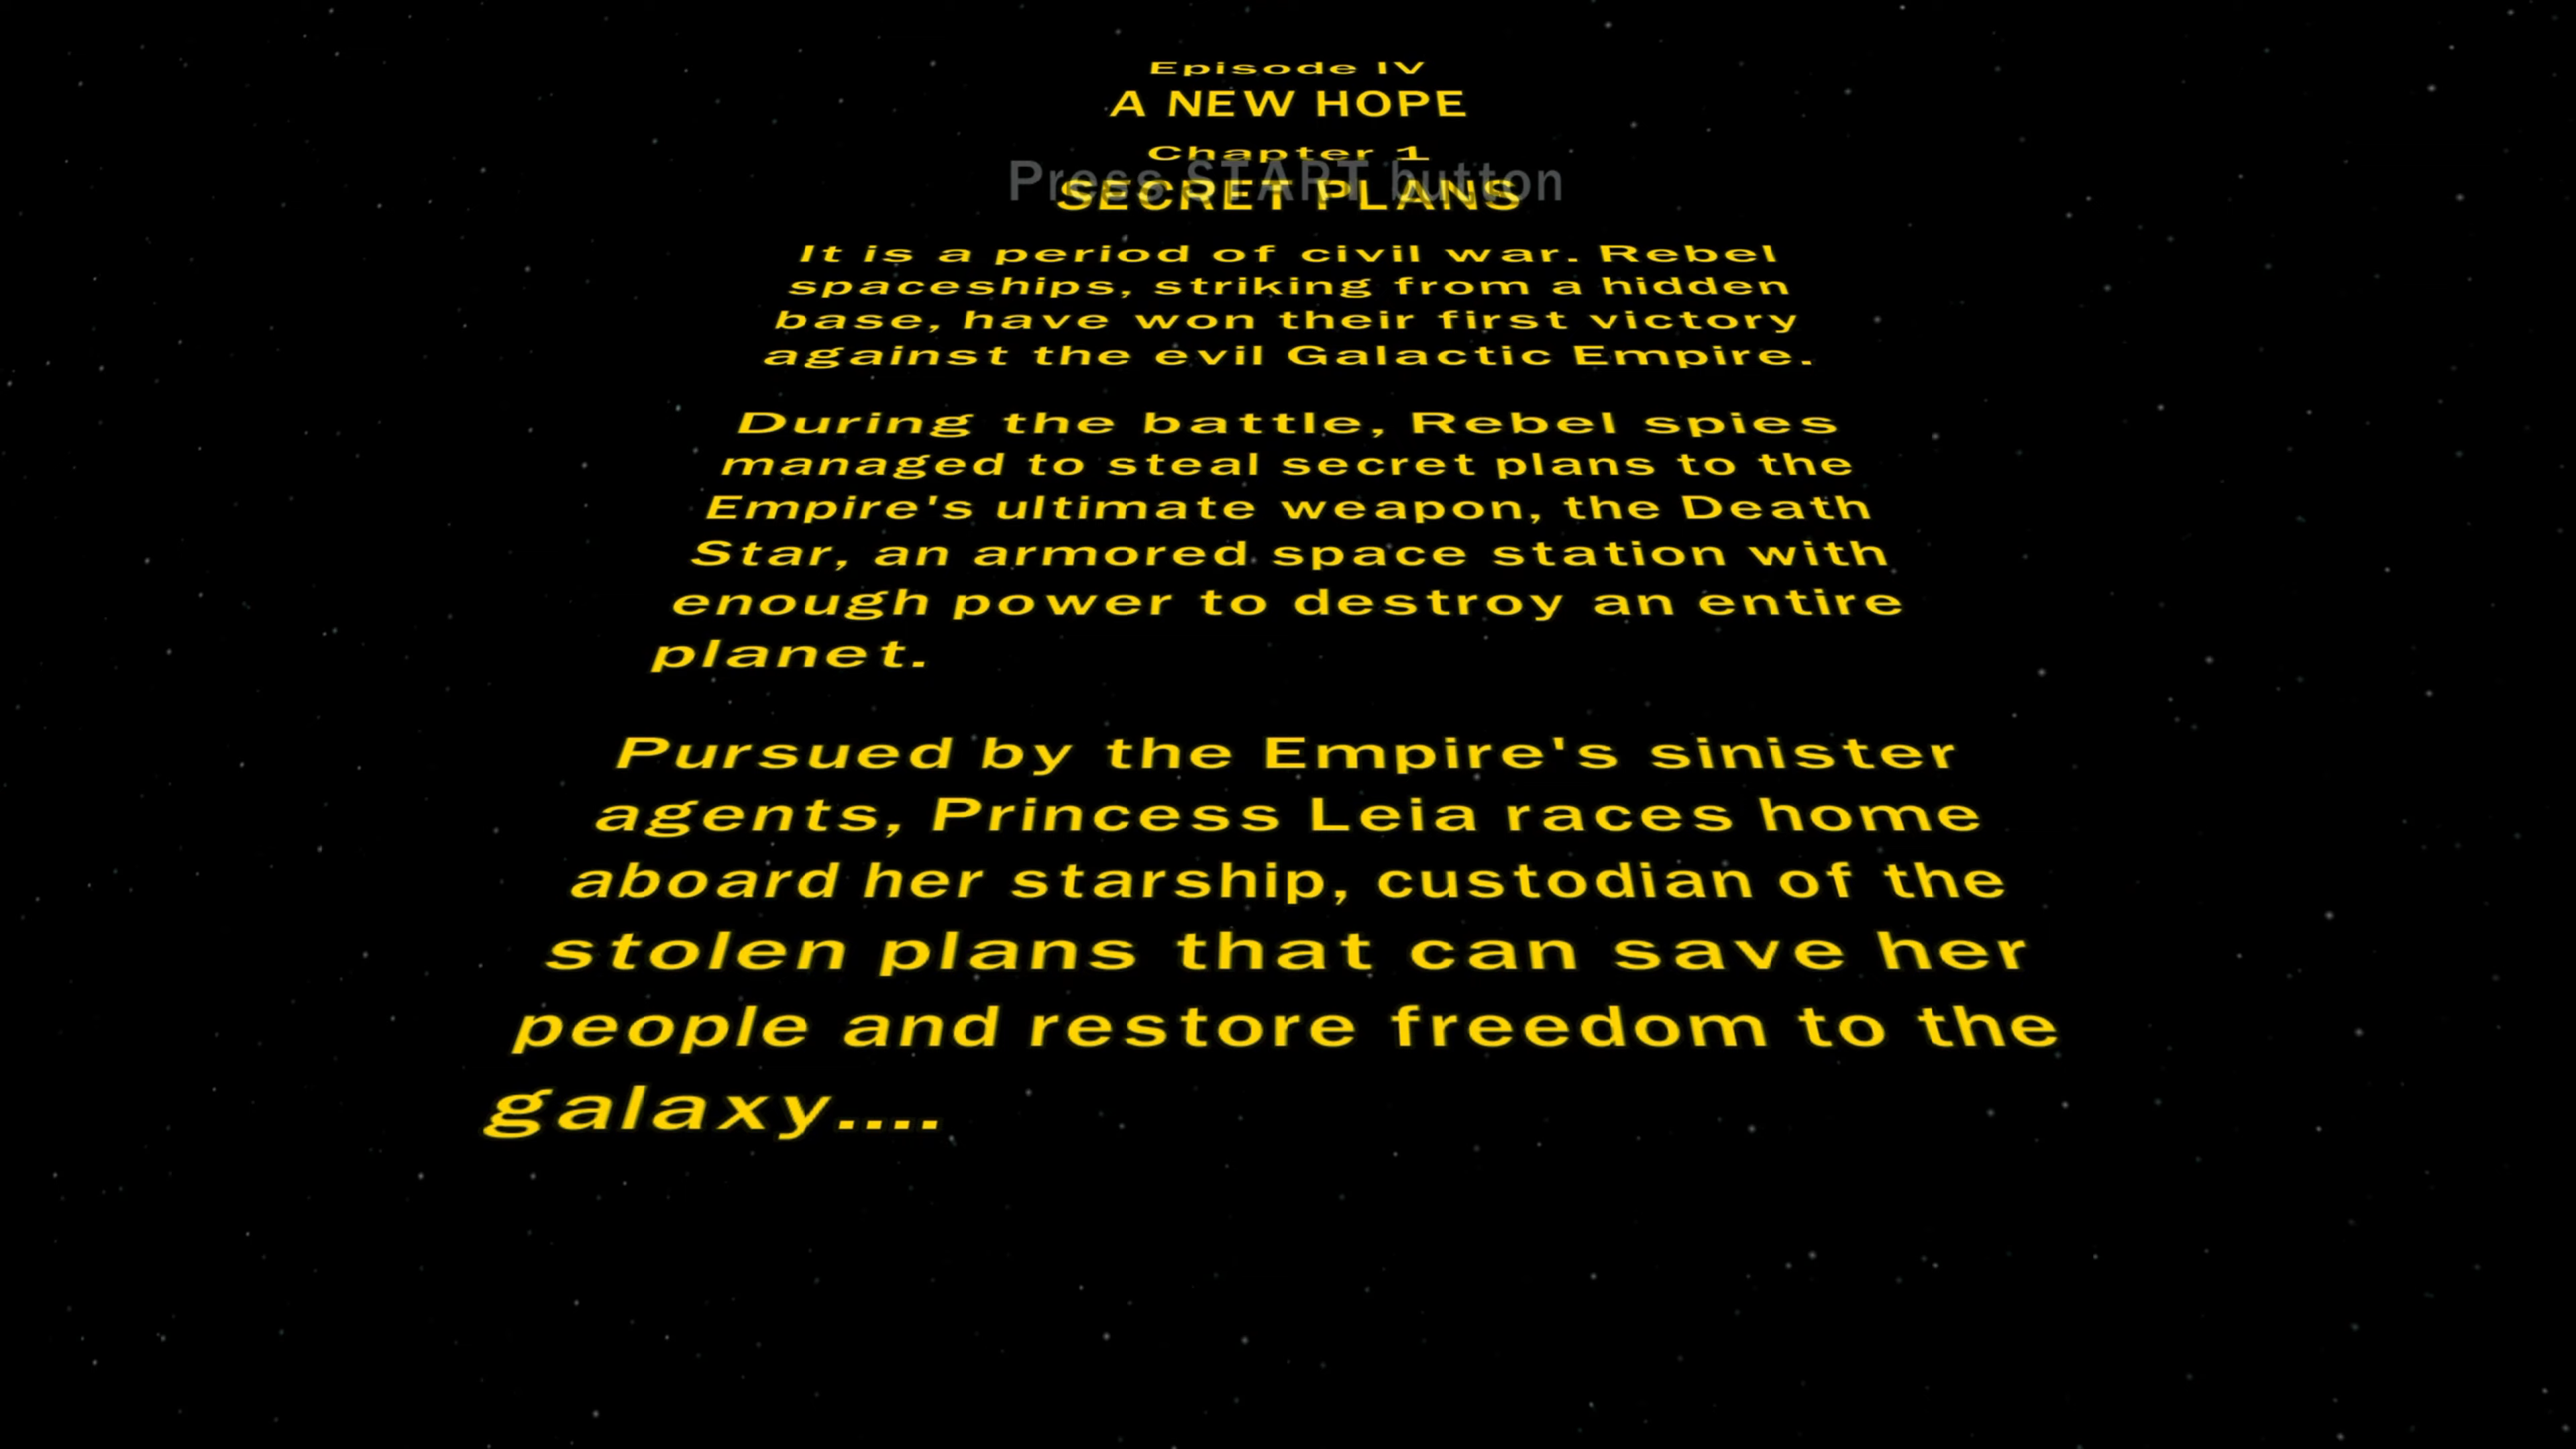 Episode IV
A NEW HOPE
Chapter 1
Press START button
SECRET PLANS
It is a period of civil war. Rebel
spaceships, striking from a hidden
base, have won their first victory
against the evil Galactic Empire.
During the battle, Rebel spies
managed to steal secret plans to the
Empire's ultimate weapon, the Death
Star, an armored space station with
enough power to destroy an entire
planet.
Pursued by the Empire's sinister
agents, Princess Leia races home
aboard her starship, custodian of the
stolen plans that can save her
people and restore freedom to the
galaxy....